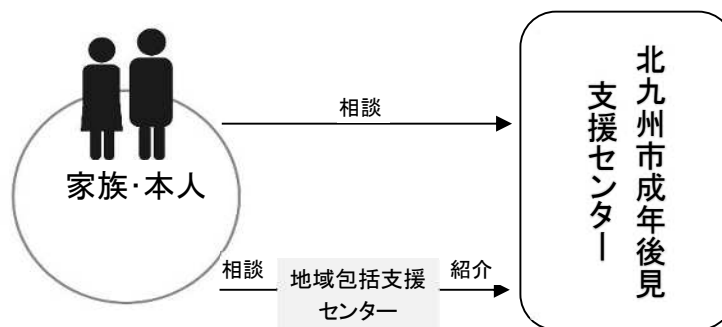 家族・本人
相談
相談
地域包括支援
センター
紹介
北九州市成年後見
支援センター